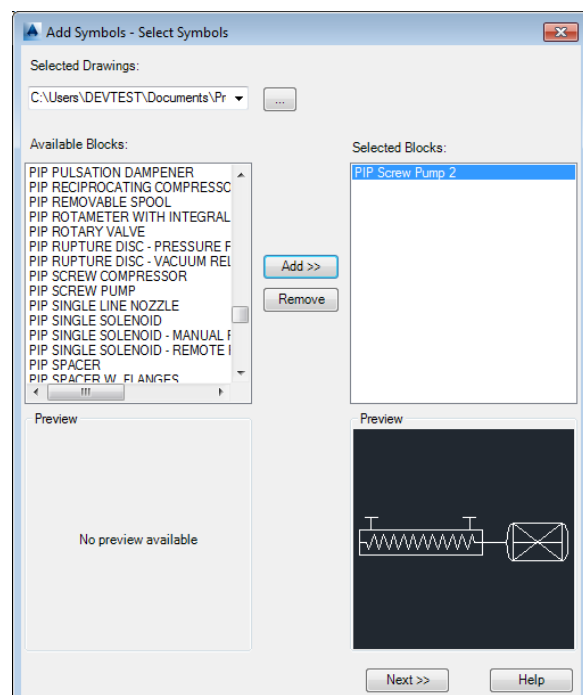 Add Symbols - Select Symbols
Selected Drawings:
C:\Users\DEVTEST\Documents\Pr
...
Available Blocks:
PIP PULSATION DAMPENER
PIP RECIPROCATING COMPRESSC
PIP REMOVABLE SPOOL
PIP ROTAMETER WITH INTEGRAL
PIP ROTARY VALVE
PIP RUPTURE DISC - PRESSURE F
PIP RUPTURE DISC - VACUUM REL
PIP SCREW COMPRESSOR
PIP SCREW PUMP
PIP SINGLE LINE NOZZLE
PIP SINGLE SOLENOID
PIP SINGLE SOLENOID - MANUAL F
PIP SINGLE SOLENOID - REMOTE F
PIP SPACER
PIP SPACER W. FLANGES
Add >>
Remove
Selected Blocks:
PIP Screw Pump 2
Preview
No preview available
Preview
Next >>
Help